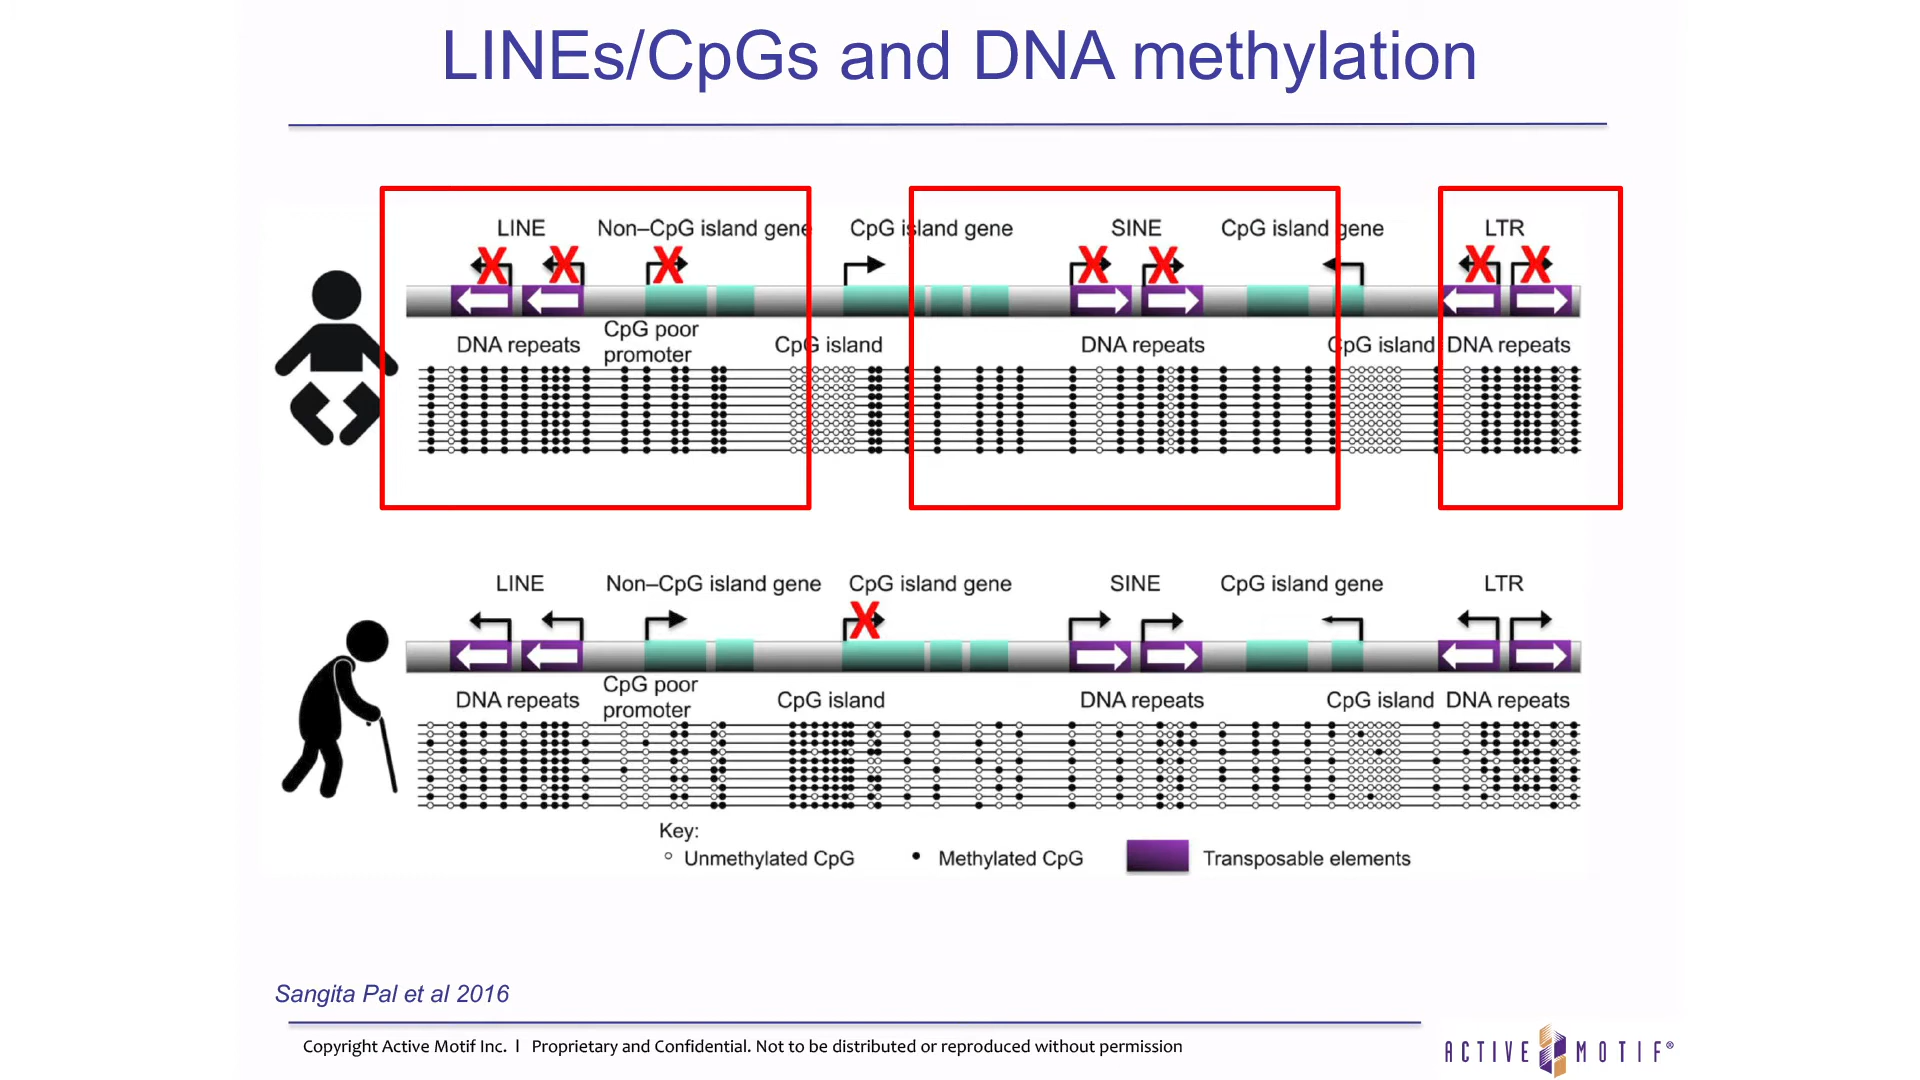 LINEs/CpGs and DNA methylation
LINE Non–CpG island gene CpG island gene SINE CpG island gene LTR
X X X X X X X
DNA repeats CpG poor promoter CpG island DNA repeats CpG island DNA repeats
LINE Non–CpG island gene CpG island gene SINE CpG island gene LTR
X
DNA repeats CpG poor promoter CpG island DNA repeats CpG island DNA repeats
Key:
Unmethylated CpG Methylated CpG Transposable elements
Sangita Pal et al 2016
Copyright Active Motif Inc. I Proprietary and Confidential. Not to be distributed or reproduced without permission
ACTIVE MOTIF®